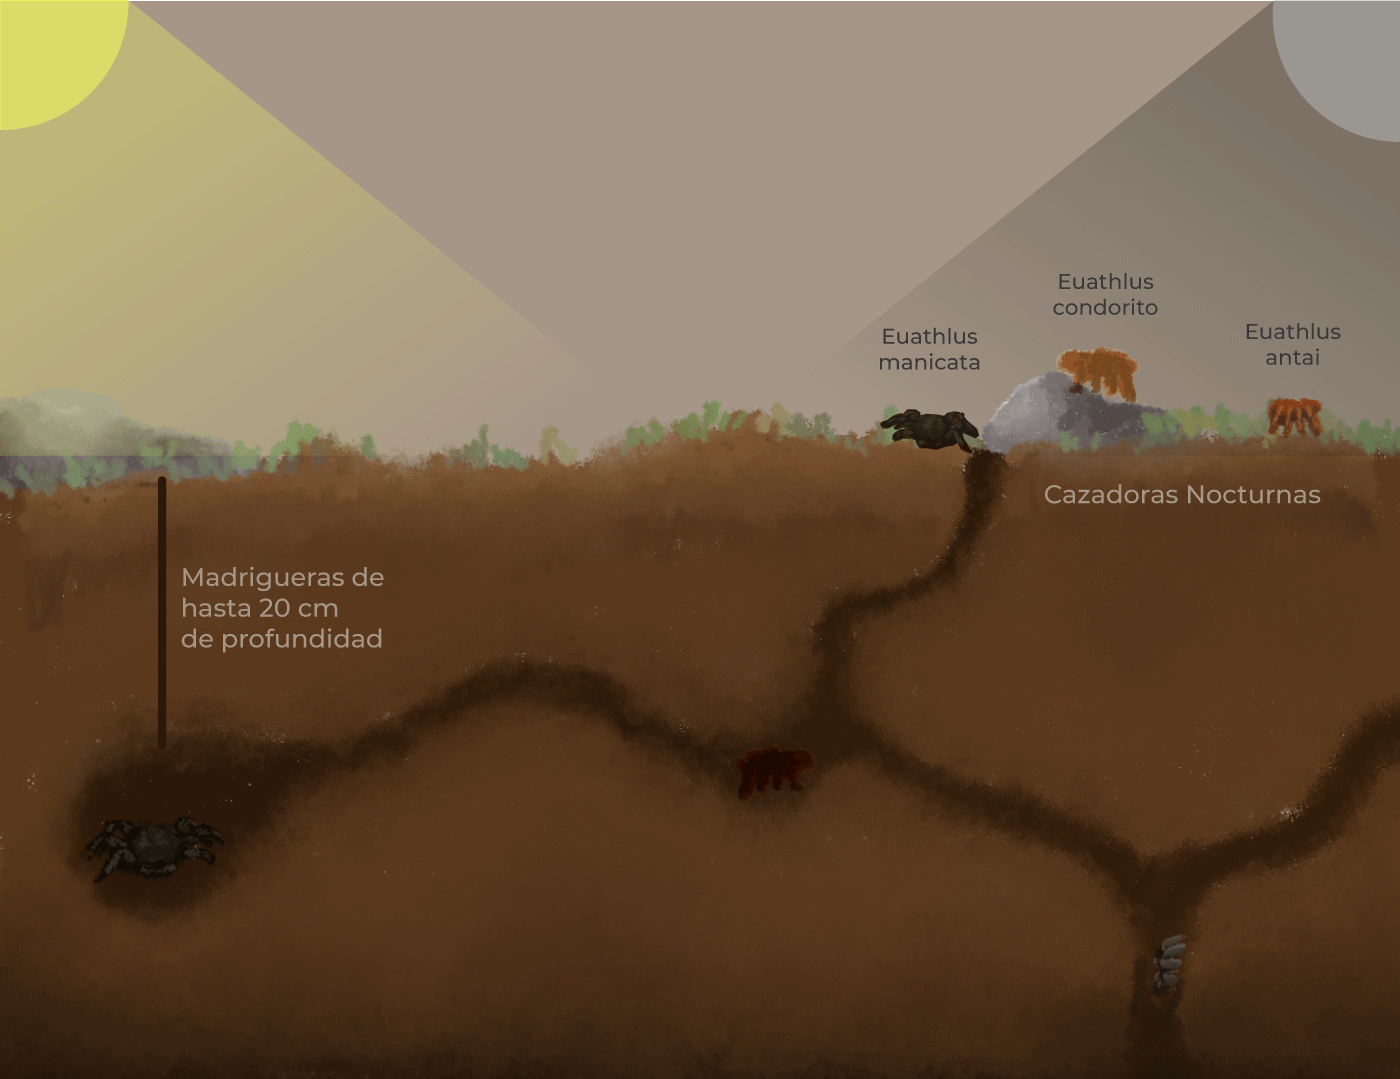 Euathlus
condorito
Euathlus
manicata
Euathlus
antai
Cazadoras Nocturnas
Madrigueras de
hasta 20 cm
de profundidad